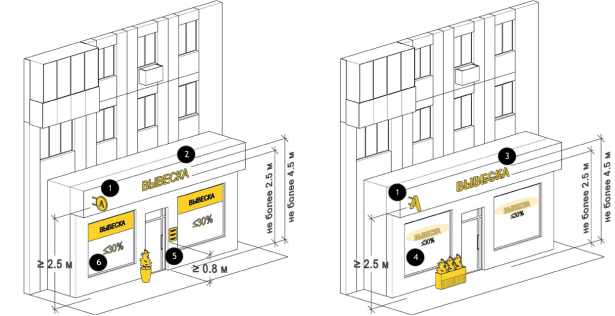 2
1
ВЫВЕСКА
А
ВЫВЕСКА
≤30%
ВЫВЕСКА
≤30%
6
5
≥ 2.5 м
≥ 0.8 м
не более 2.5 м
не более 4.5 м
3
1
ВЫВЕСКА
А
ВЫВЕСКА
≤30%
ВЫВЕСКА
≤30%
4
≥ 2.5 м
не более 2.5 м
не более 4.5 м